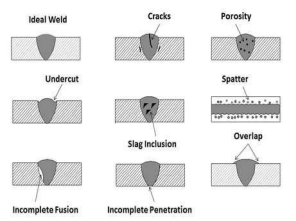 Ideal Weld
Cracks
Porosity
Undercut
Slag Inclusion
Spatter
Overlap
Incomplete Fusion
Incomplete Penetration